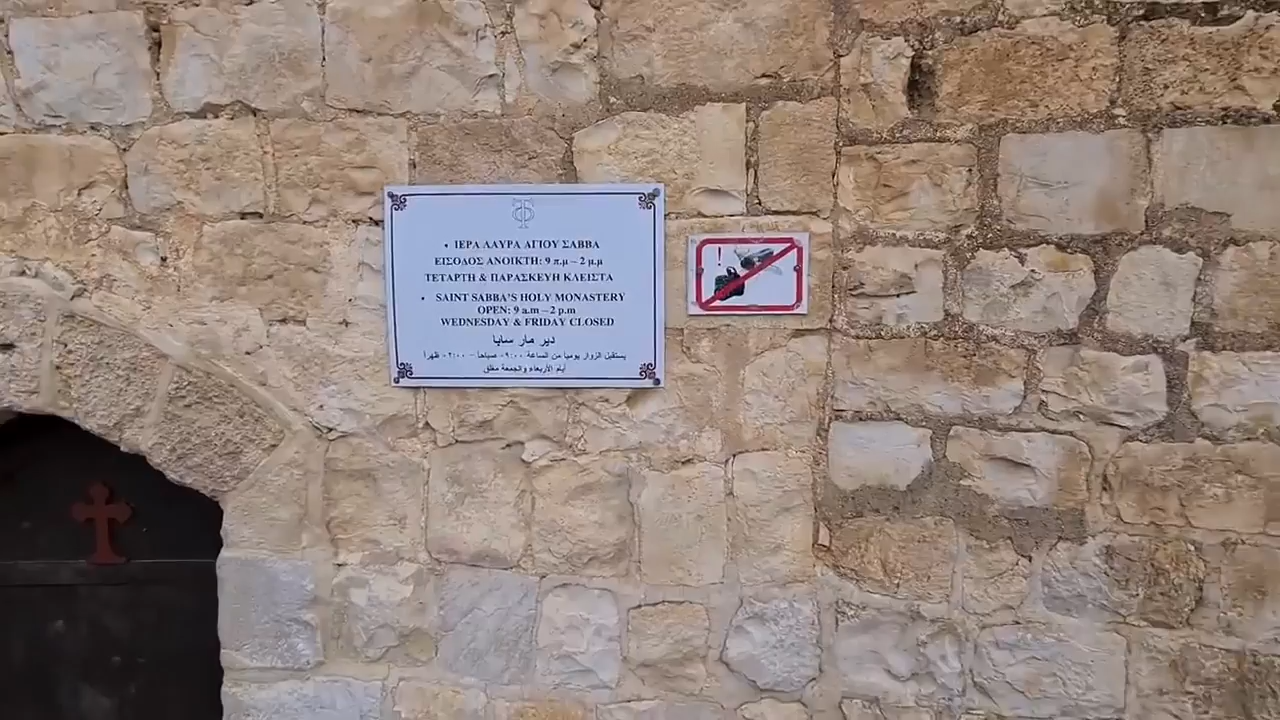 • ΙΕΡΑ ΛΑΥΡΑ ΑΓΙΟΥ ΣΑΒΒΑ
ΕΙΣΟΔΟΣ ΑΝΟΙΚΤΗ: 9 π.μ – 2 μ.μ
ΤΕΤΑΡΤΗ & ΠΑΡΑΣΚΕΥΗ ΚΛΕΙΣΤΑ
• SAINT SABBA'S HOLY MONASTERY
OPEN: 9 a.m – 2 p.m
WEDNESDAY & FRIDAY CLOSED
دير مار سابا
يستقبل الزوار يوميا من الساعة ٩:٠٠ صباحاً – ٢:٠٠ ظهراً
أيام الأربعاء والجمعة مغلق
!